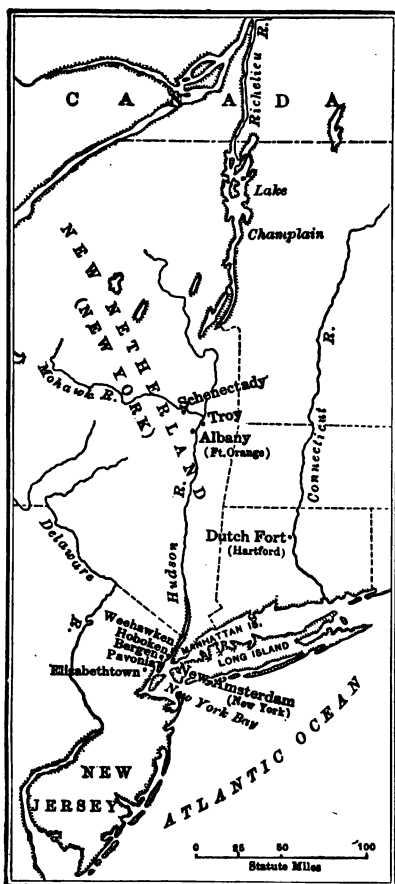 CANADA
Richelieu R.
Lake
Champlain
NEW NETHERLAND
(NEW YORK)
Mohawk R.
Schenectady
Troy
Albany
(Ft. Orange)
Connecticut R.
Hudson R.
Dutch Fort
(Hartford)
Delaware R.
Weehawken
Hoboken
Bergen
Pavonia
Elizabethtown
MANHATTAN IS.
LONG ISLAND
New Amsterdam
(New York)
New York Bay
NEW
JERSEY
ATLANTIC OCEAN
0 25 50 100
Statute Miles